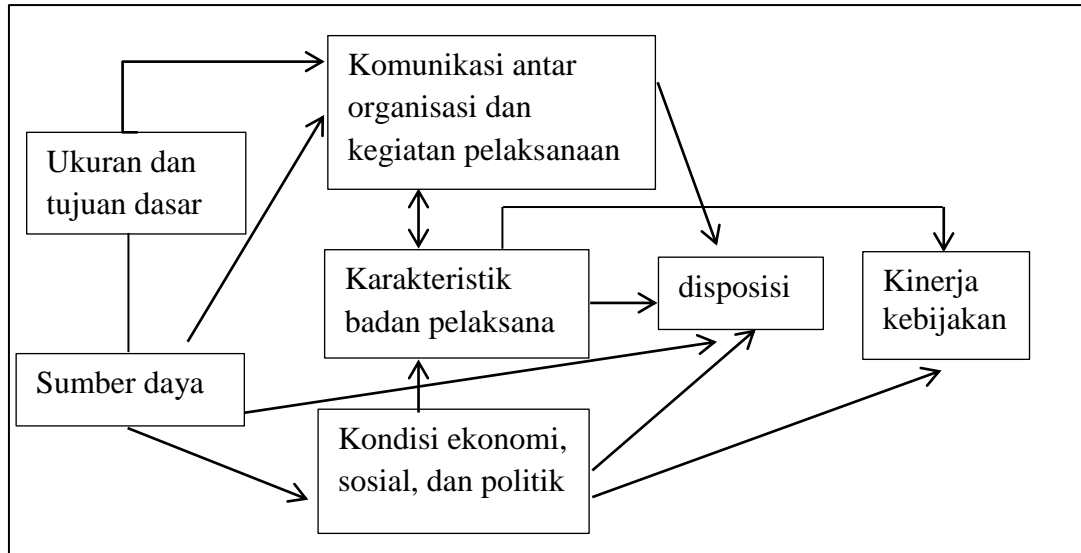 Komunikasi antar
organisasi dan
kegiatan pelaksanaan
Ukuran dan
tujuan dasar
Karakteristik
badan pelaksana
disposisi
Kinerja
kebijakan
Sumber daya
Kondisi ekonomi,
sosial, dan politik